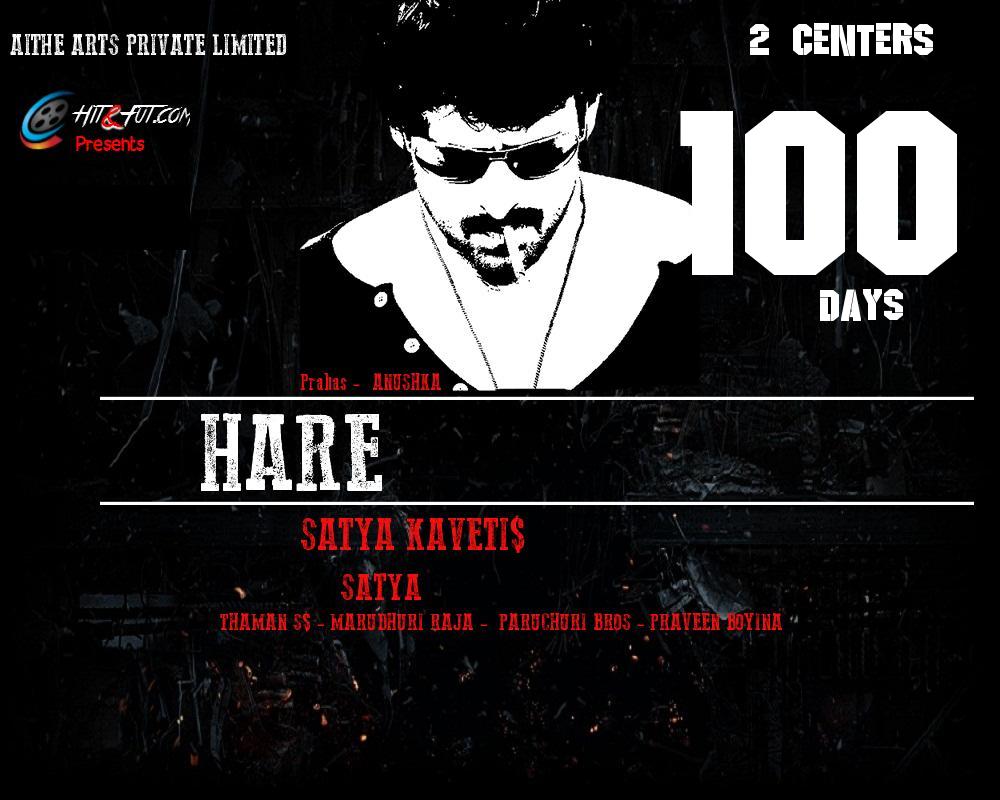 AITHE ARTS PRIVATE LIMITED
2 CENTERS
HIT&FUT.COM
Presents
100
DAYS
Prahas - ANUSHKA
HARE
SATYA KAVETI$
SATYA
THAMAN S$ - MARUDHURI RAJA - PARUCHURI BROS - PRAVEEN BOYINA